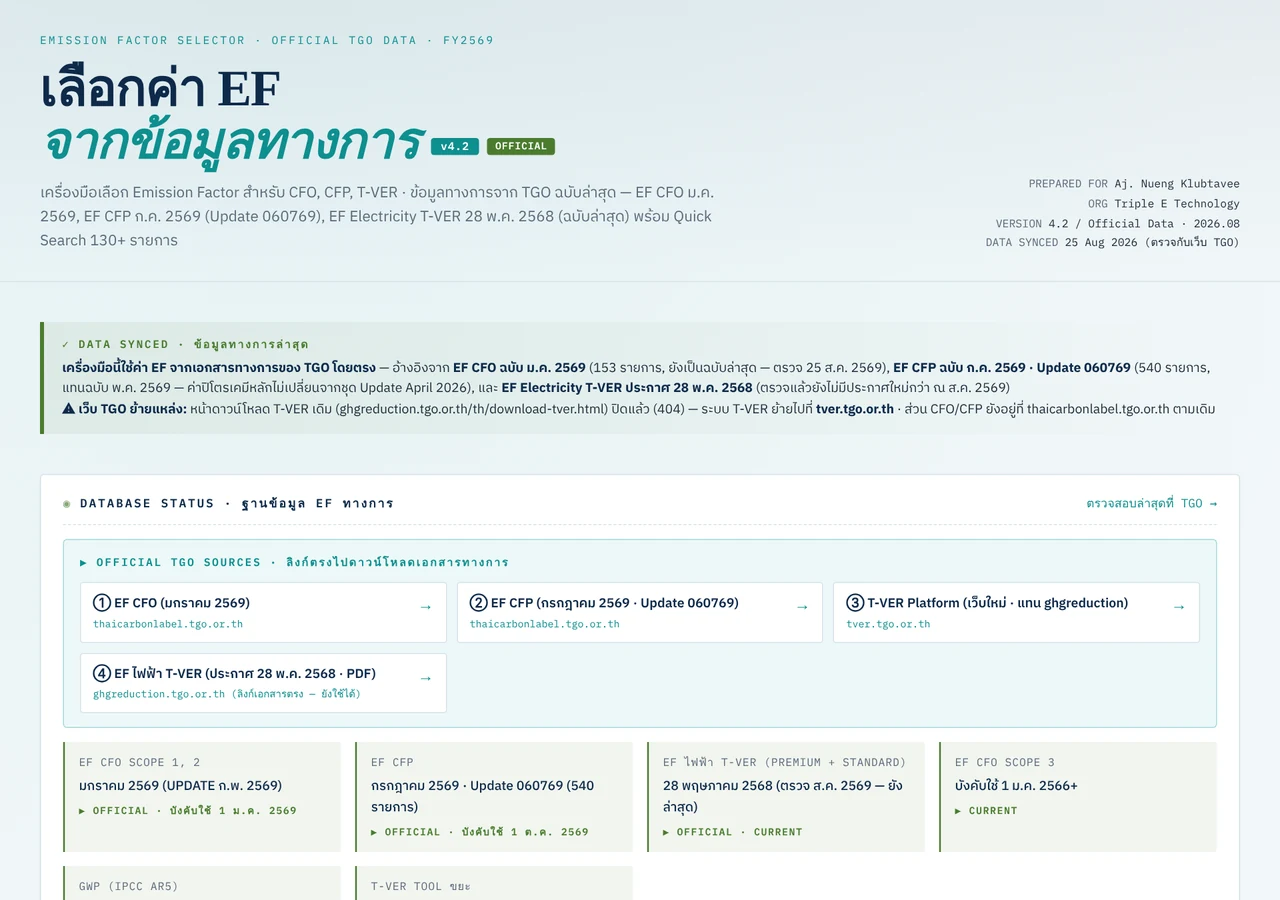 EMISSION FACTOR SELECTOR · OFFICIAL TGO DATA · FY2569
เลือกค่า EF
จากข้อมูลทางการ v4.2 OFFICIAL
เครื่องมือเลือก Emission Factor สำหรับ CFO, CFP, T-VER · ข้อมูลทางการจาก TGO ฉบับล่าสุด — EF CFO ม.ค.
2569, EF CFP ก.ค. 2569 (Update 060769), EF Electricity T-VER 28 พ.ค. 2568 (ฉบับล่าสุด) พร้อม Quick
Search 130+ รายการ
PREPARED FOR Aj. Nueng Klubtavee
ORG Triple E Technology
VERSION 4.2 / Official Data · 2026.08
DATA SYNCED 25 Aug 2026 (ตรวจกับเว็บ TGO)
✓ DATA SYNCED · ข้อมูลทางการล่าสุด
เครื่องมือนี้ใช้ค่า EF จากเอกสารทางการของ TGO โดยตรง — อ้างอิงจาก EF CFO ฉบับ ม.ค. 2569 (153 รายการ, ยังเป็นฉบับล่าสุด — ตรวจ 25 ส.ค. 2569), EF CFP ฉบับ ก.ค. 2569 · Update 060769 (540 รายการ,
แทนฉบับ พ.ค. 2569 — ค่าปิโตรเคมีหลักไม่เปลี่ยนจากชุด Update April 2026), และ EF Electricity T-VER ประกาศ 28 พ.ค. 2568 (ตรวจแล้วยังไม่มีประกาศใหม่กว่า ณ ส.ค. 2569)
⚠ เว็บ TGO ย้ายแหล่ง: หน้าดาวน์โหลด T-VER เดิม (ghgreduction.tgo.or.th/th/download-tver.html) ปิดแล้ว (404) — ระบบ T-VER ย้ายไปที่ tver.tgo.or.th · ส่วน CFO/CFP ยังอยู่ที่ thaicarbonlabel.tgo.or.th ตามเดิม
◉ DATABASE STATUS · ฐานข้อมูล EF ทางการ
ตรวจสอบล่าสุดที่ TGO →
▶ OFFICIAL TGO SOURCES · ลิงก์ตรงไปดาวน์โหลดเอกสารทางการ
① EF CFO (มกราคม 2569) →
thaicarbonlabel.tgo.or.th
② EF CFP (กรกฎาคม 2569 · Update 060769) →
thaicarbonlabel.tgo.or.th
③ T-VER Platform (เว็บใหม่ · แทน ghgreduction) →
tver.tgo.or.th
④ EF ไฟฟ้า T-VER (ประกาศ 28 พ.ค. 2568 · PDF) →
ghgreduction.tgo.or.th (ลิงก์เอกสารตรง — ยังใช้ได้)
EF CFO SCOPE 1, 2
มกราคม 2569 (UPDATE ก.พ. 2569)
▶ OFFICIAL · บังคับใช้ 1 ม.ค. 2569
EF CFP
กรกฎาคม 2569 · Update 060769 (540
รายการ)
▶ OFFICIAL · บังคับใช้ 1 ต.ค. 2569
EF ไฟฟ้า T-VER (PREMIUM + STANDARD)
28 พฤษภาคม 2568 (ตรวจ ส.ค. 2569 — ยัง
ล่าสุด)
▶ OFFICIAL · CURRENT
EF CFO SCOPE 3
บังคับใช้ 1 ม.ค. 2566+
▶ CURRENT
GWP (IPCC AR5)
T-VER TOOL ขยะ